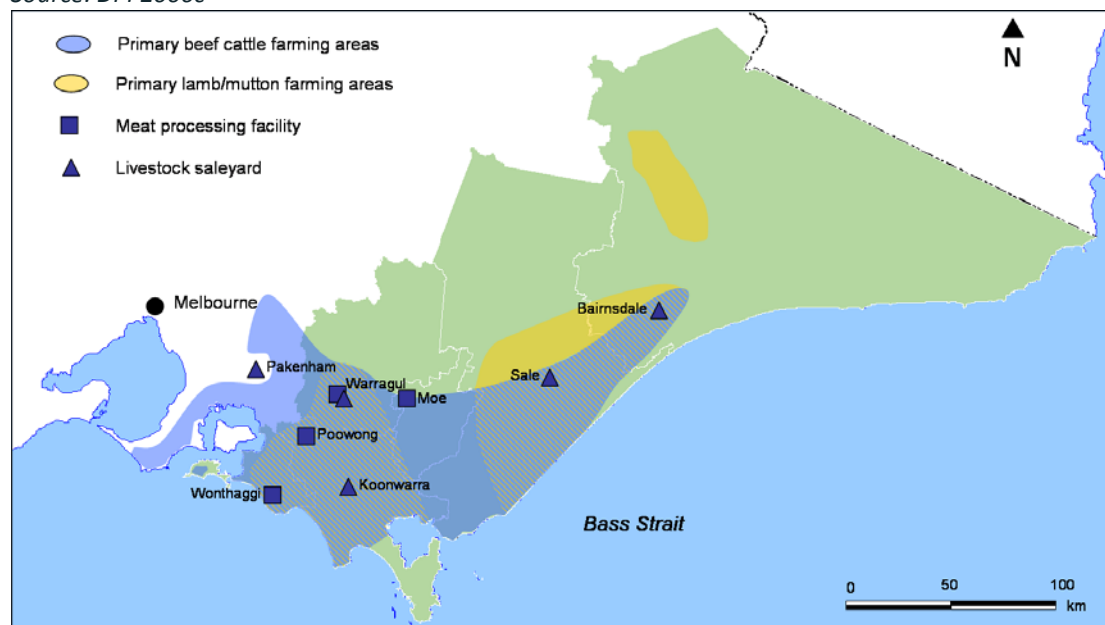 Primary beef cattle farming areas
Primary lamb/mutton farming areas
Meat processing facility
Livestock saleyard
N
Melbourne
Bairnsdale
Pakenham
Sale
Warragul
Moe
Poowong
Koonwarra
Wonthaggi
Bass Strait
0 50 100
km